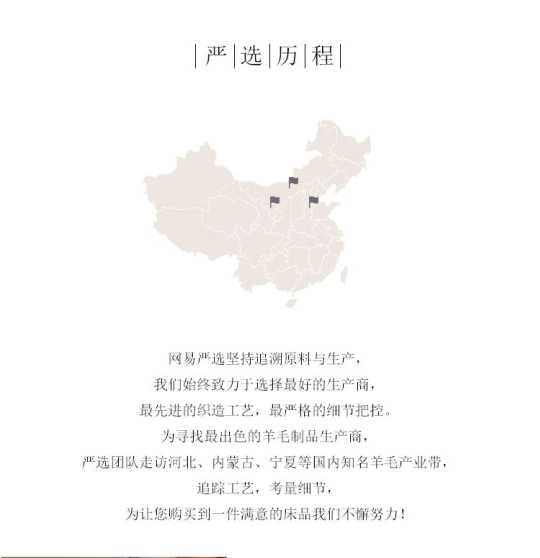 严选历程
网易严选坚持追溯原料与生产，
我们始终致力于选择最好的生产商，
最先进的织造工艺，最严格的细节把控。
为寻找最出色的羊毛制品生产商，
严选团队走访河北、内蒙古、宁夏等国内知名羊毛产业带，
追踪工艺，考量细节，
为让您购买到一件满意的床品我们不懈努力！